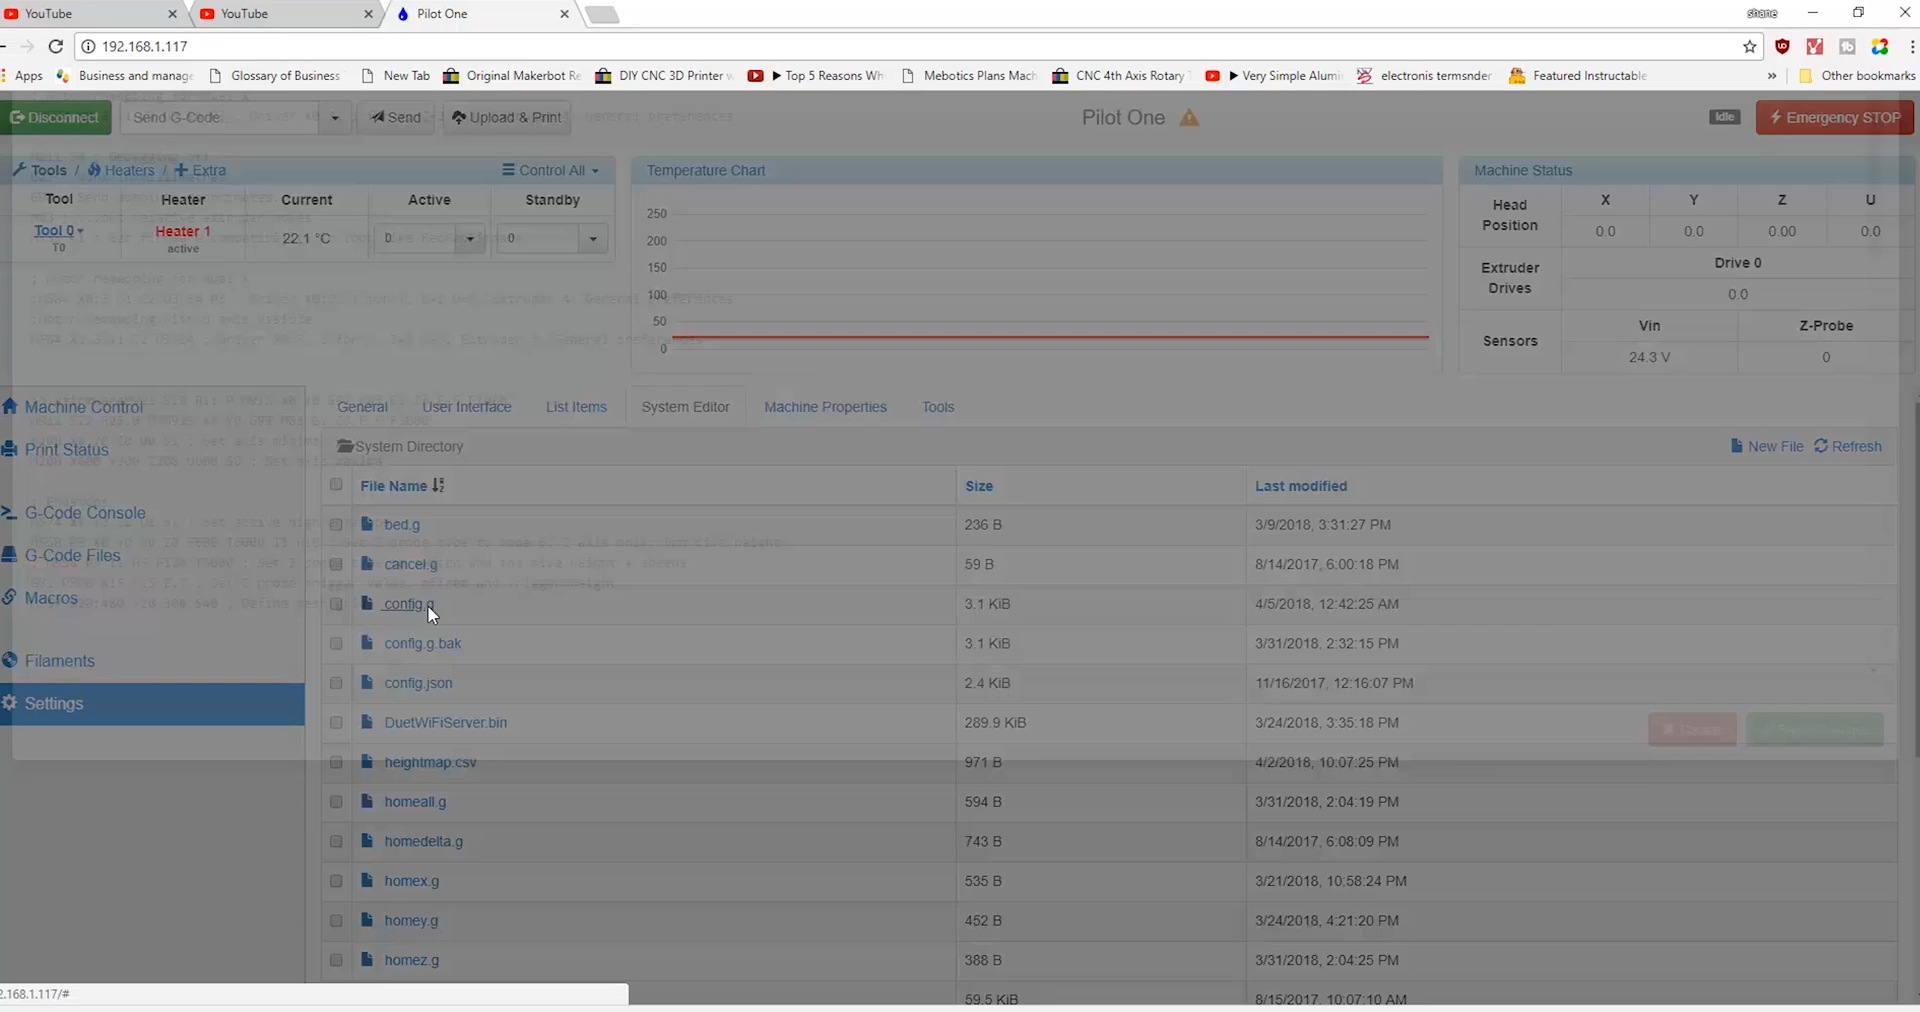 YouTube
YouTube
Pilot One
shane
192.168.1.117
Apps
Business and manage
Glossary of Business
New Tab
Original Makerbot Re
DIY CNC 3D Printer w
Top 5 Reasons Wh
Mebotics Plans Mach
CNC 4th Axis Rotary
Very Simple Alumi
electronis termsnder
Featured Instructable
»
Other bookmarks
Disconnect
Send G-Code...
Send
Upload & Print
General preferences
Pilot One
Idle
Emergency STOP
Tools / Heaters / Extra
Control All
Tool
Heater
Current
Active
Standby
Tool 0
T0
Heater 1
active
22.1 °C
0
0
Temperature Chart
250
200
150
100
50
0
Machine Status
Head Position
X
Y
Z
U
0.0
0.0
0.00
0.0
Extruder Drives
Drive 0
0.0
Sensors
Vin
Z-Probe
24.3 V
0
Machine Control
Print Status
G-Code Console
G-Code Files
Macros
Filaments
Settings
General
User Interface
List Items
System Editor
Machine Properties
Tools
System Directory
New File
Refresh
File Name
Size
Last modified
bed.g
236 B
3/9/2018, 3:31:27 PM
cancel.g
59 B
8/14/2017, 6:00:18 PM
config.g
3.1 KiB
4/5/2018, 12:42:25 AM
config.g.bak
3.1 KiB
3/31/2018, 2:32:15 PM
config.json
2.4 KiB
11/16/2017, 12:16:07 PM
DuetWiFiServer.bin
289.9 KiB
3/24/2018, 3:35:18 PM
heightmap.csv
971 B
4/2/2018, 10:07:25 PM
homeall.g
594 B
3/31/2018, 2:04:19 PM
homedelta.g
743 B
8/14/2017, 6:08:09 PM
homex.g
535 B
3/21/2018, 10:58:24 PM
homey.g
452 B
3/24/2018, 4:21:20 PM
homez.g
388 B
3/31/2018, 2:04:25 PM
59.5 KiB
8/15/2017, 10:07:10 AM
2.168.1.117/#